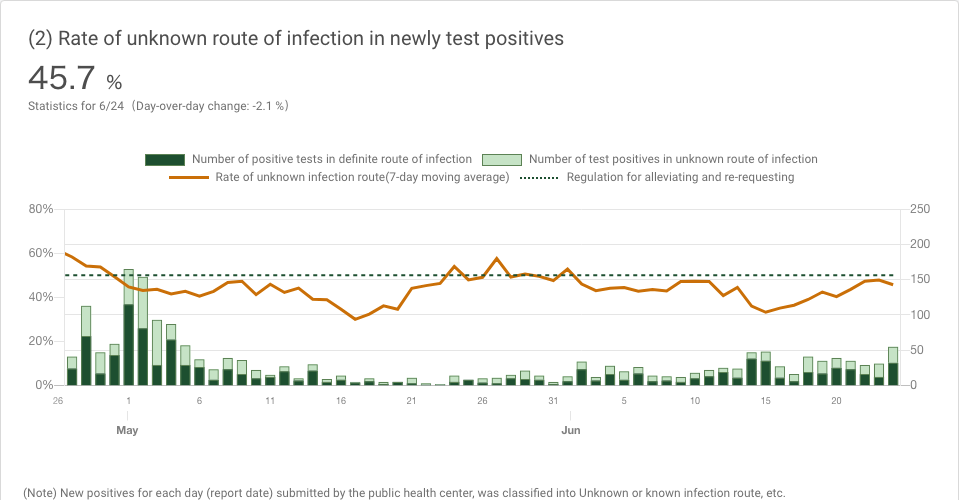 (2) Rate of unknown route of infection in newly test positives
45.7 %
Statistics for 6/24 (Day-over-day change: -2.1 %)
Number of positive tests in definite route of infection Number of test positives in unknown route of infection
Rate of unknown infection route(7-day moving average) Regulation for alleviating and re-requesting
80% 250
200
60%
150
40%
100
20%
50
0% 0
26 1 6 11 16 21 26 31 5 10 15 20
May Jun
(Note) New positives for each day (report date) submitted by the public health center, was classified into Unknown or known infection route, etc.